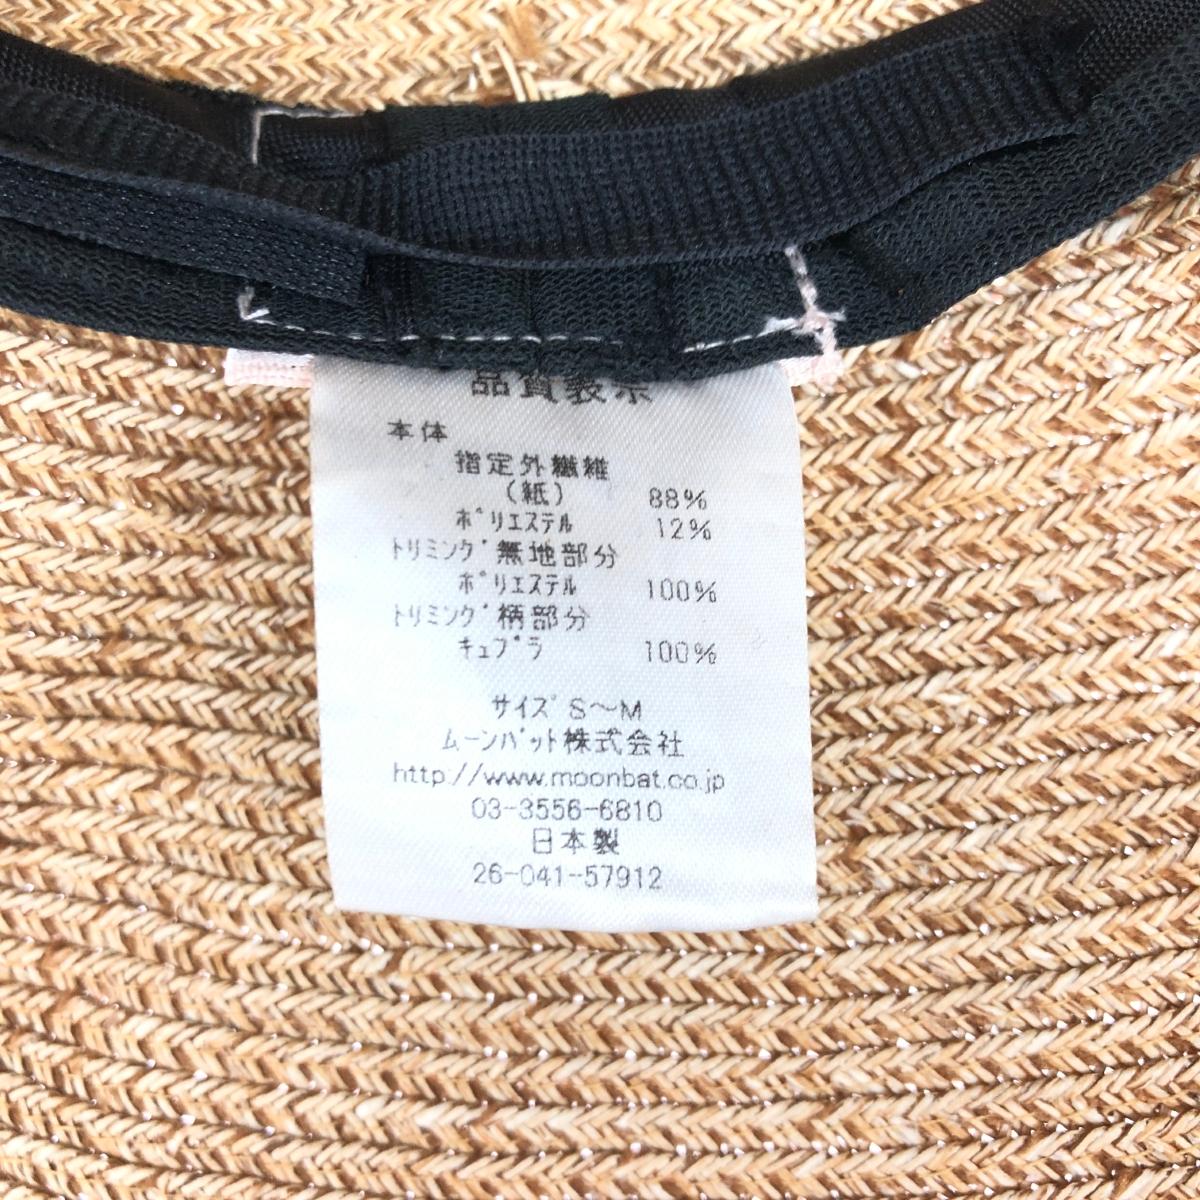 品質表示
本体
指定外繊維
（紙） 88%
ポリエステル 12%
トリミング無地部分
ポリエステル 100%
トリミング柄部分
キュプラ 100%
サイズ S〜M
ムーンバット株式会社
http://www.moonbat.co.jp
03-3556-6810
日本製
26-041-57912